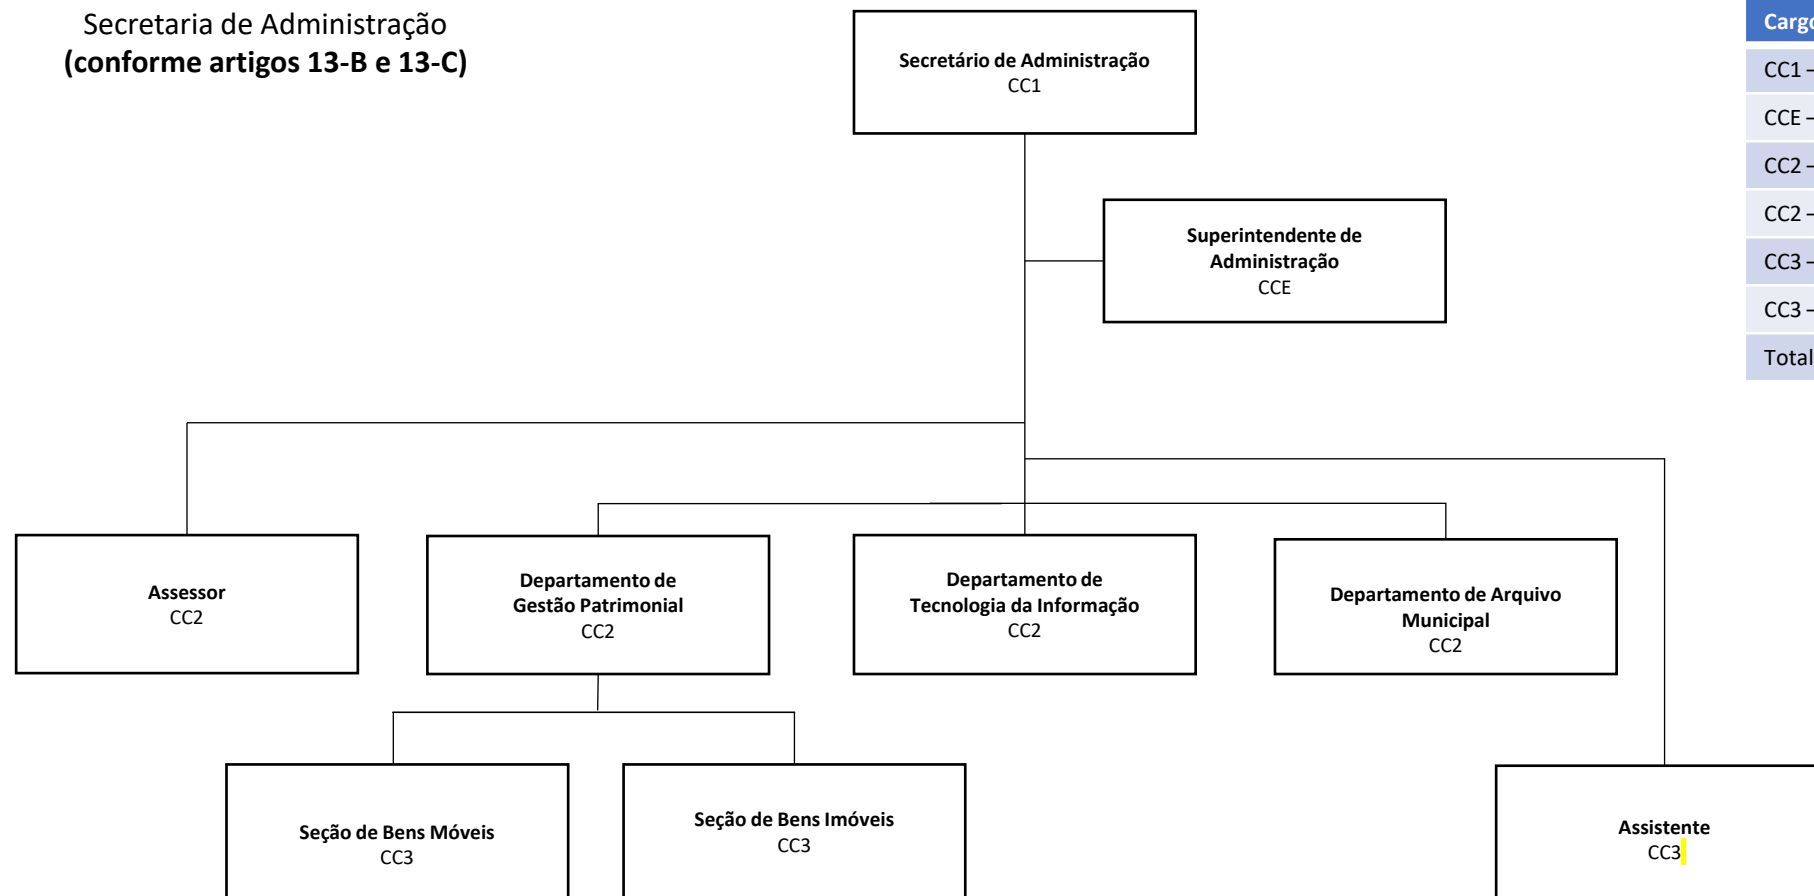 Secretaria de Administração
(conforme artigos 13-B e 13-C)
Secretário de Administração
CC1
CC1 –
CCE –
CC2 –
CC2 –
CC3 –
CC3 –
Total
Superintendente de
Administração
CCE
Assessor
CC2
Departamento de
Gestão Patrimonial
CC2
Departamento de
Tecnologia da Informação
CC2
Departamento de Arquivo
Municipal
CC2
Seção de Bens Móveis
CC3
Seção de Bens Imóveis
CC3
Assistente
CC3